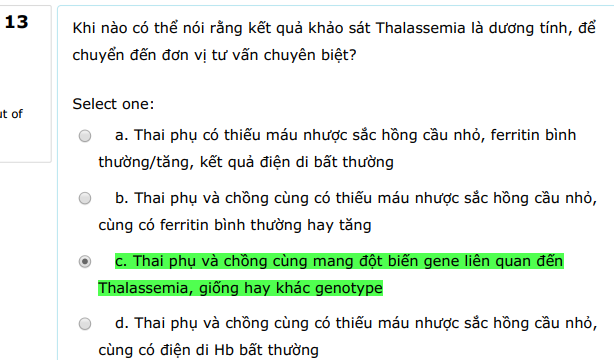 13
Khi nào có thể nói rằng kết quả khảo sát Thalassemia là dương tính, để
chuyển đến đơn vị tư vấn chuyên biệt?
ut of
Select one:
a. Thai phụ có thiếu máu nhược sắc hồng cầu nhỏ, ferritin bình
thường/tăng, kết quả điện di bất thường
b. Thai phụ và chồng cùng có thiếu máu nhược sắc hồng cầu nhỏ,
cùng có ferritin bình thường hay tăng
c. Thai phụ và chồng cùng mang đột biến gene liên quan đến
Thalassemia, giống hay khác genotype
d. Thai phụ và chồng cùng có thiếu máu nhược sắc hồng cầu nhỏ,
cùng có điện di Hb bất thường